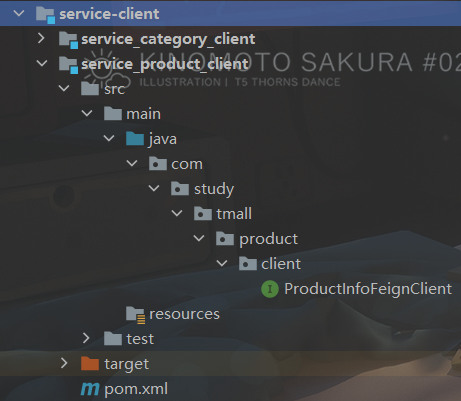 service-client
service_category_client
KINOMOTO SAKURA #02
service_product_client
ILLUSTRATION | T5 THORNS DANCE
src
main
java
com
study
tmall
product
client
I ProductInfoFeignClient
resources
test
target
m pom.xml